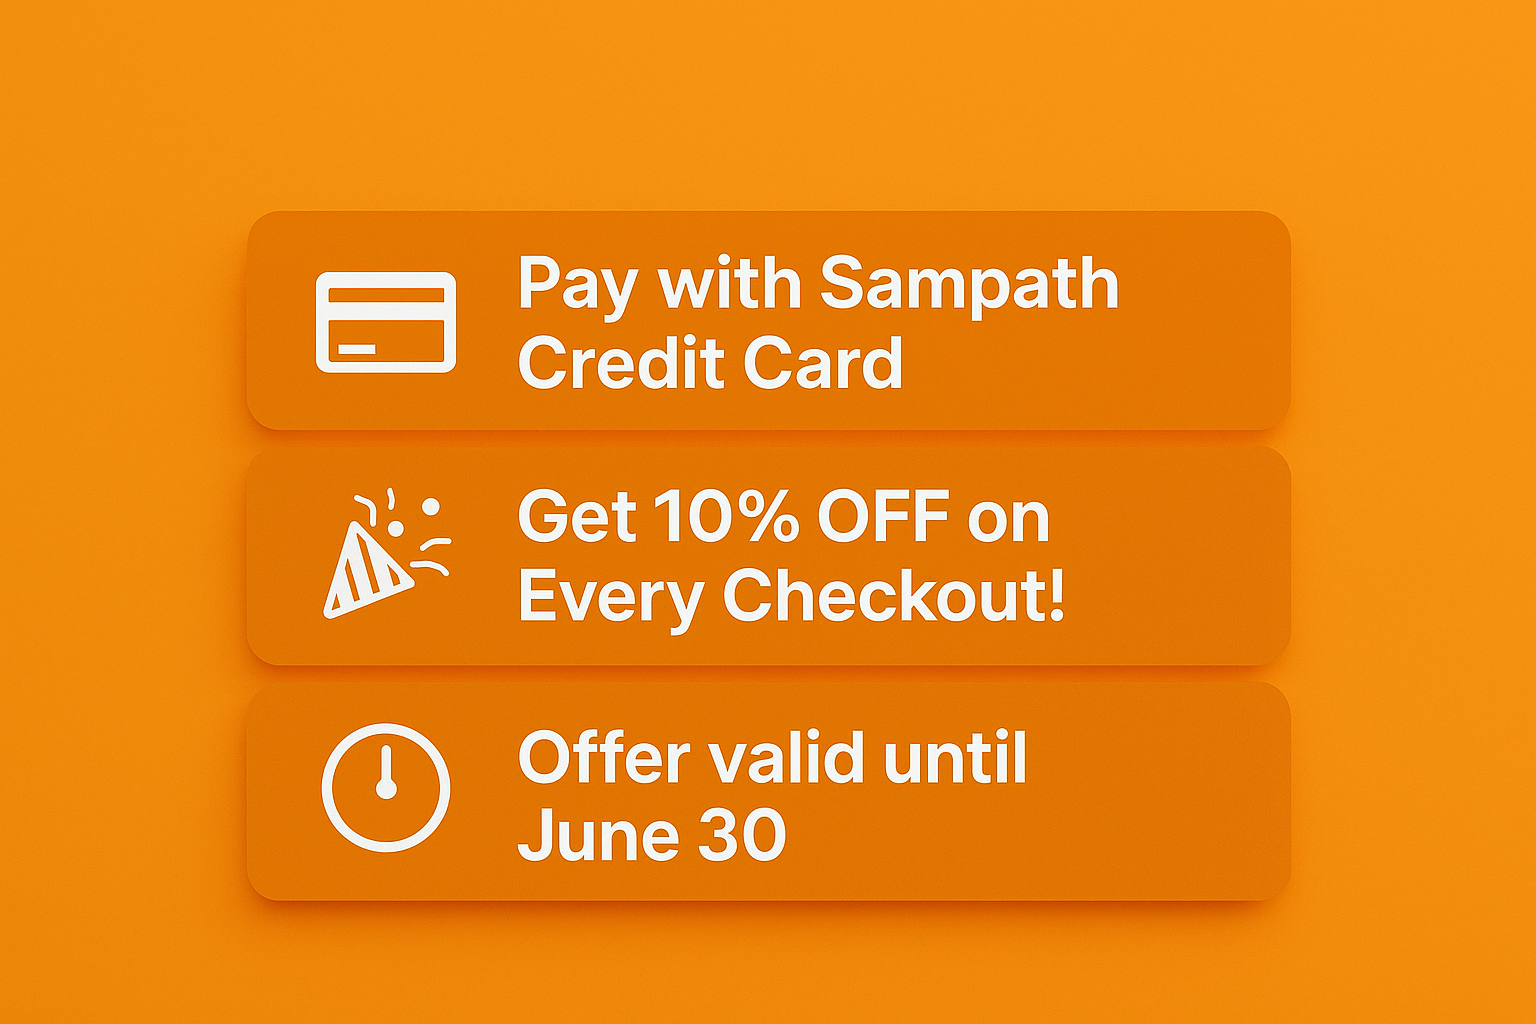 Pay with Sampath
Credit Card
Get 10% OFF on
Every Checkout!
Offer valid until
June 30